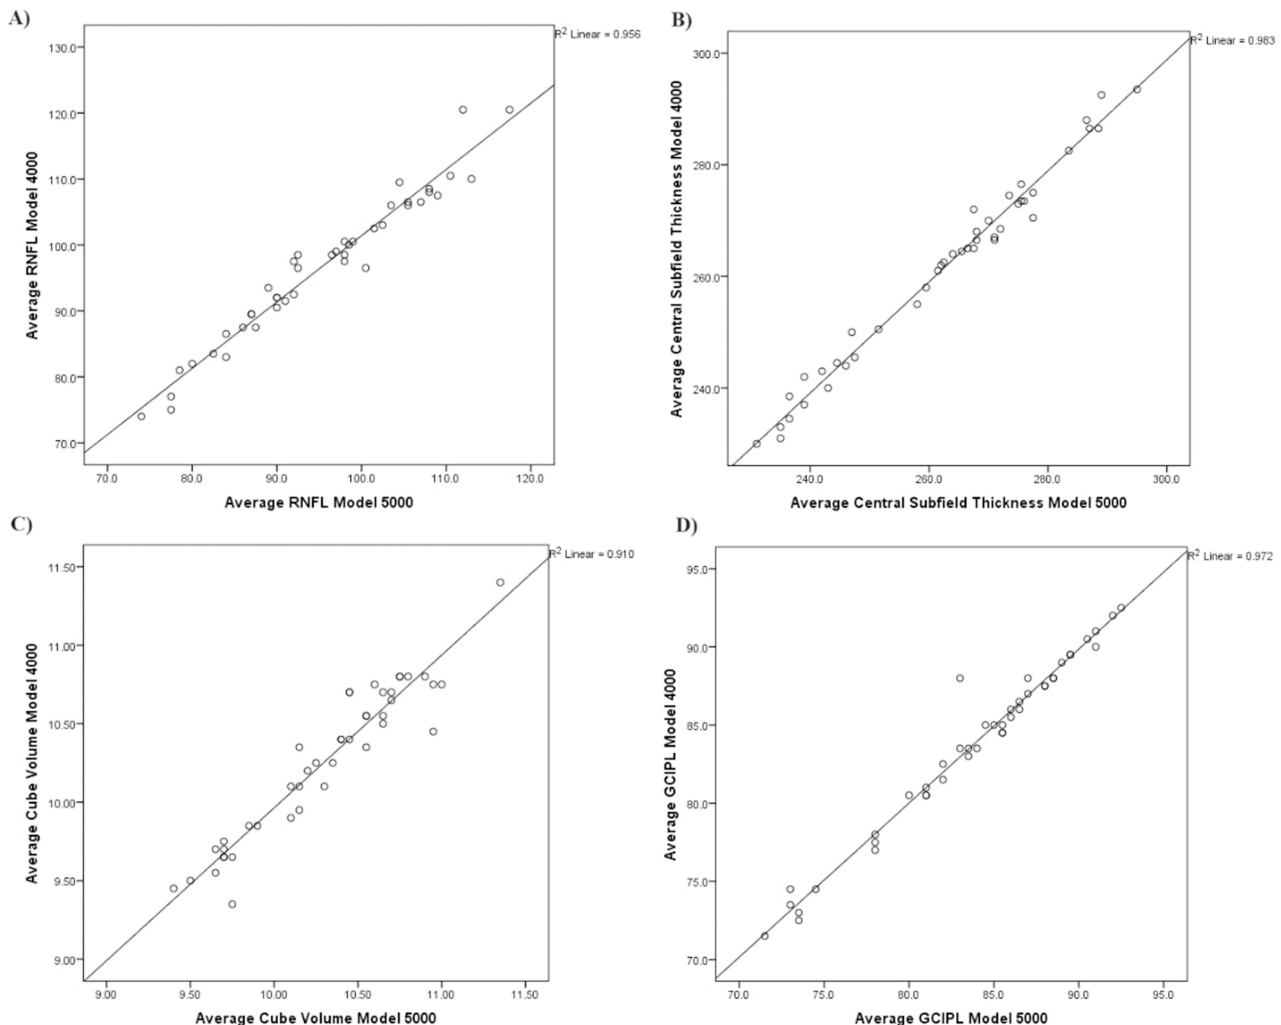 A)
R2 Linear = 0.956
130.0
120.0
110.0
100.0
90.0
80.0
70.0
Average RNFL Model 4000
70.0 80.0 90.0 100.0 110.0 120.0
Average RNFL Model 5000
B)
R2 Linear = 0.983
300.0
280.0
260.0
240.0
Average Central Subfield Thickness Model 4000
240.0 260.0 280.0 300.0
Average Central Subfield Thickness Model 5000
C)
R2 Linear = 0.910
11.50
11.00
10.50
10.00
9.50
9.00
Average Cube Volume Model 4000
9.00 9.50 10.00 10.50 11.00 11.50
Average Cube Volume Model 5000
D)
R2 Linear = 0.972
95.0
90.0
85.0
80.0
75.0
70.0
Average GCIPL Model 4000
70.0 75.0 80.0 85.0 90.0 95.0
Average GCIPL Model 5000